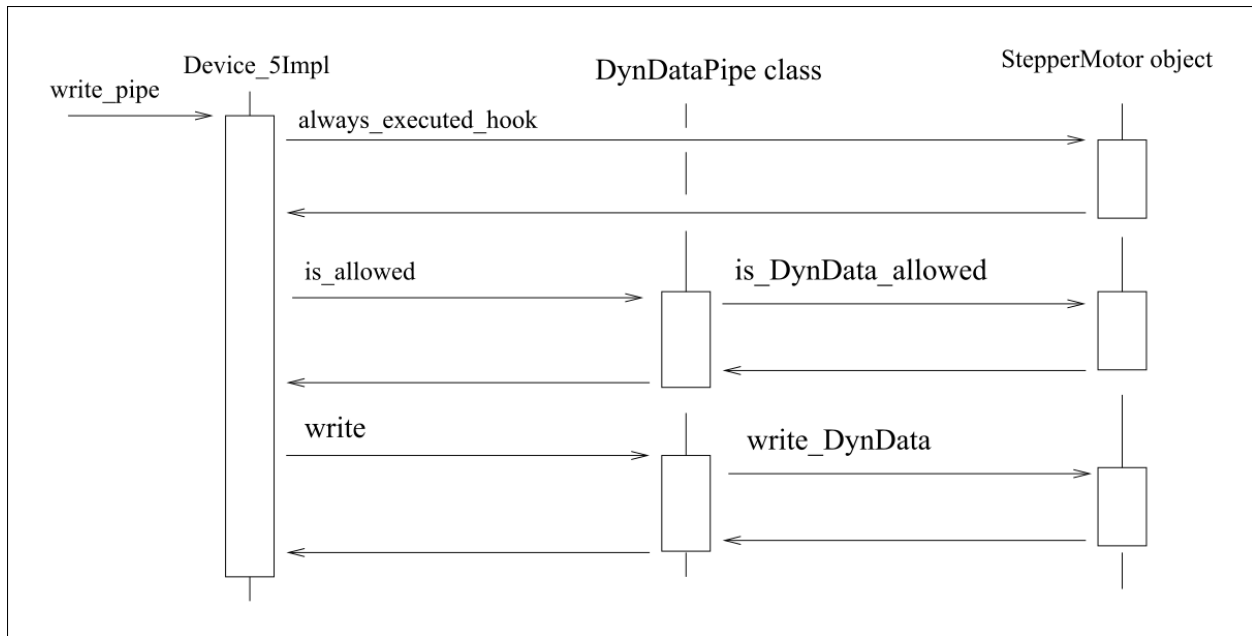 Device_5Impl
DynDataPipe class
StepperMotor object
write_pipe
always_executed_hook
is_allowed
is_DynData_allowed
write
write_DynData